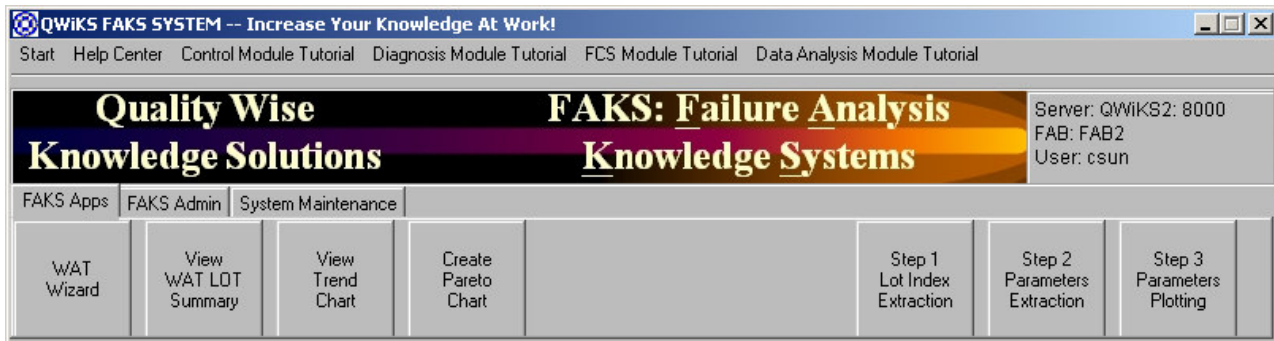 QWiKS FAKS SYSTEM -- Increase Your Knowledge At Work!
Start Help Center Control Module Tutorial Diagnosis Module Tutorial FCS Module Tutorial Data Analysis Module Tutorial
Quality Wise
Knowledge Solutions
FAKS: Failure Analysis
Knowledge Systems
Server: QWiKS2: 8000
FAB: FAB2
User: csun
FAKS Apps FAKS Admin System Maintenance
WAT
Wizard
View
WAT LOT
Summary
View
Trend
Chart
Create
Pareto
Chart
Step 1
Lot Index
Extraction
Step 2
Parameters
Extraction
Step 3
Parameters
Plotting